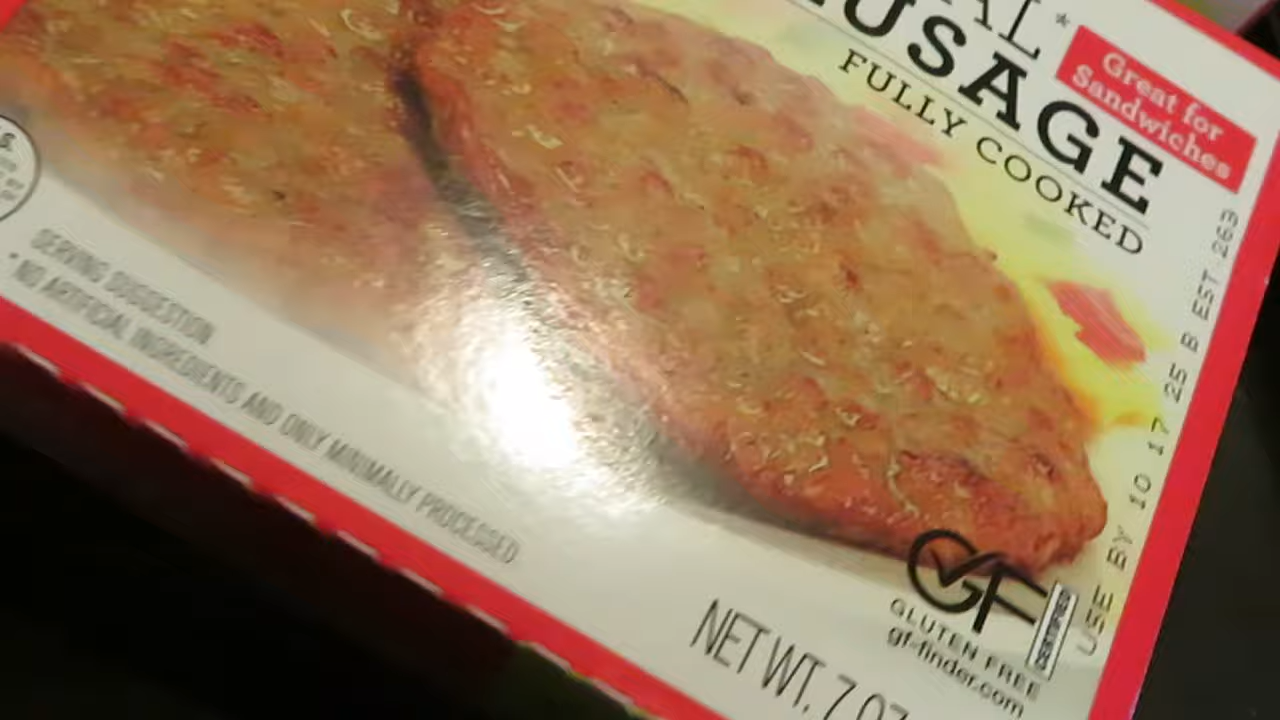 AL*
USAGE
FULLY COOKED
Great for
Sandwiches
SERVING SUGGESTION
*NO ARTIFICIAL INGREDIENTS AND ONLY MINIMALLY PROCESSED
USE BY 10 17 25 B EST 263
GF
CERTIFIED
GLUTEN FREE
gf-finder.com
NET WT. 7 OZ